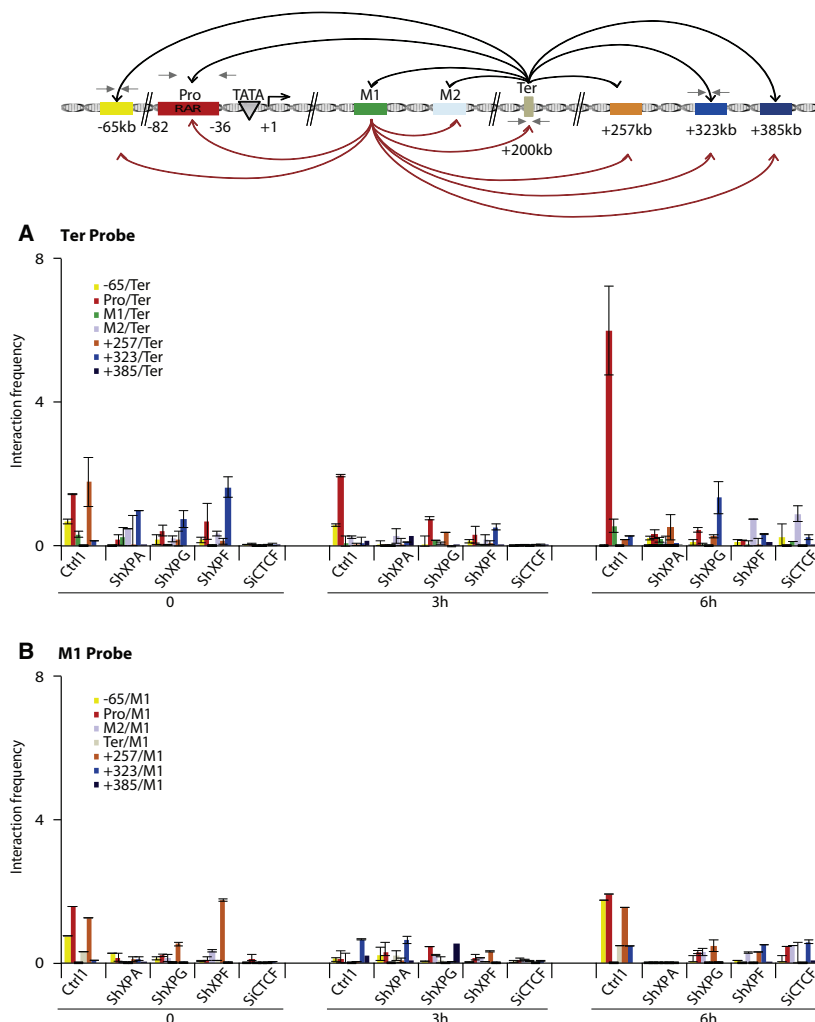 Pro TATA M1 M2 Ter
RAR
-65kb -82 -36 +1 +200kb +257kb +323kb +385kb
A Ter Probe
8
4
0
Interaction frequency
-65/Ter
Pro/Ter
M1/Ter
M2/Ter
+257/Ter
+323/Ter
+385/Ter
Ctrl1 ShXPA ShXPG ShXPF SiCTCF Ctrl1 ShXPA ShXPG ShXPF SiCTCF Ctrl1 ShXPA ShXPG ShXPF SiCTCF
0 3h 6h
B M1 Probe
8
4
0
Interaction frequency
-65/M1
Pro/M1
M2/M1
Ter/M1
+257/M1
+323/M1
+385/M1
Ctrl1 ShXPA ShXPG ShXPF SiCTCF Ctrl1 ShXPA ShXPG ShXPF SiCTCF Ctrl1 ShXPA ShXPG ShXPF SiCTCF
0 3h 6h